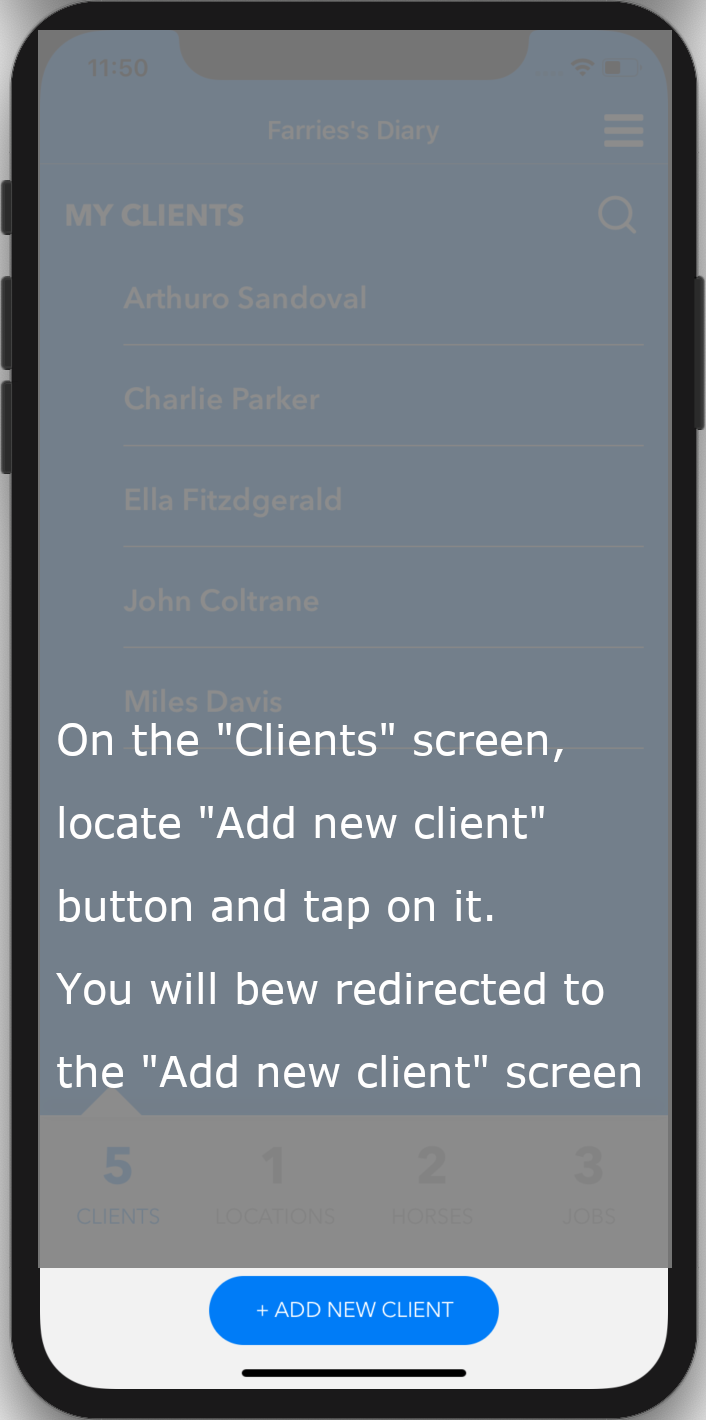 11:50
Farries's Diary
MY CLIENTS
Arthuro Sandoval
Charlie Parker
Ella Fitzdgerald
John Coltrane
Miles Davis
On the "Clients" screen,
locate "Add new client"
button and tap on it.
You will bew redirected to
the "Add new client" screen
5 1 2 3
CLIENTS LOCATIONS HORSES JOBS
+ ADD NEW CLIENT